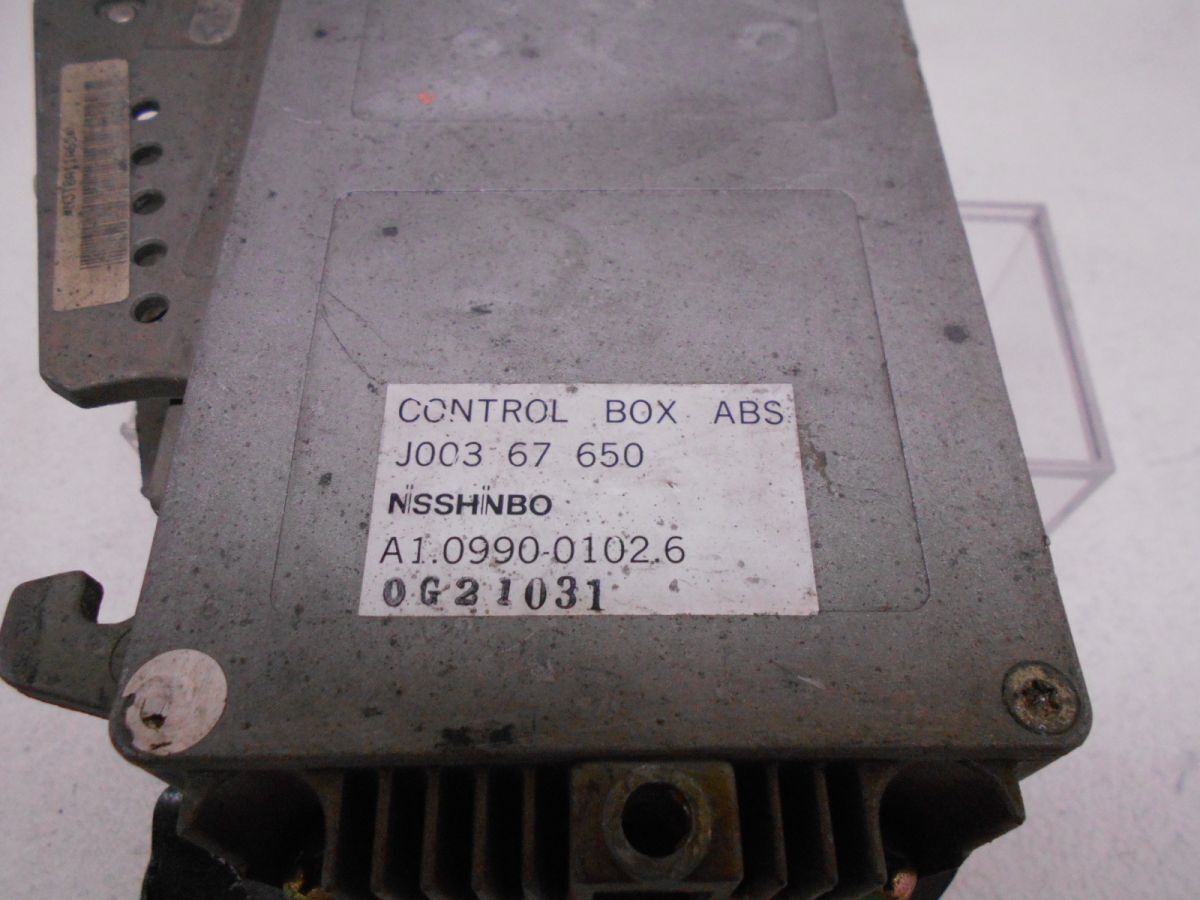 CONTROL BOX ABS
J003 67 650
NISSHINBO
A1.0990-0102.6
0G21031